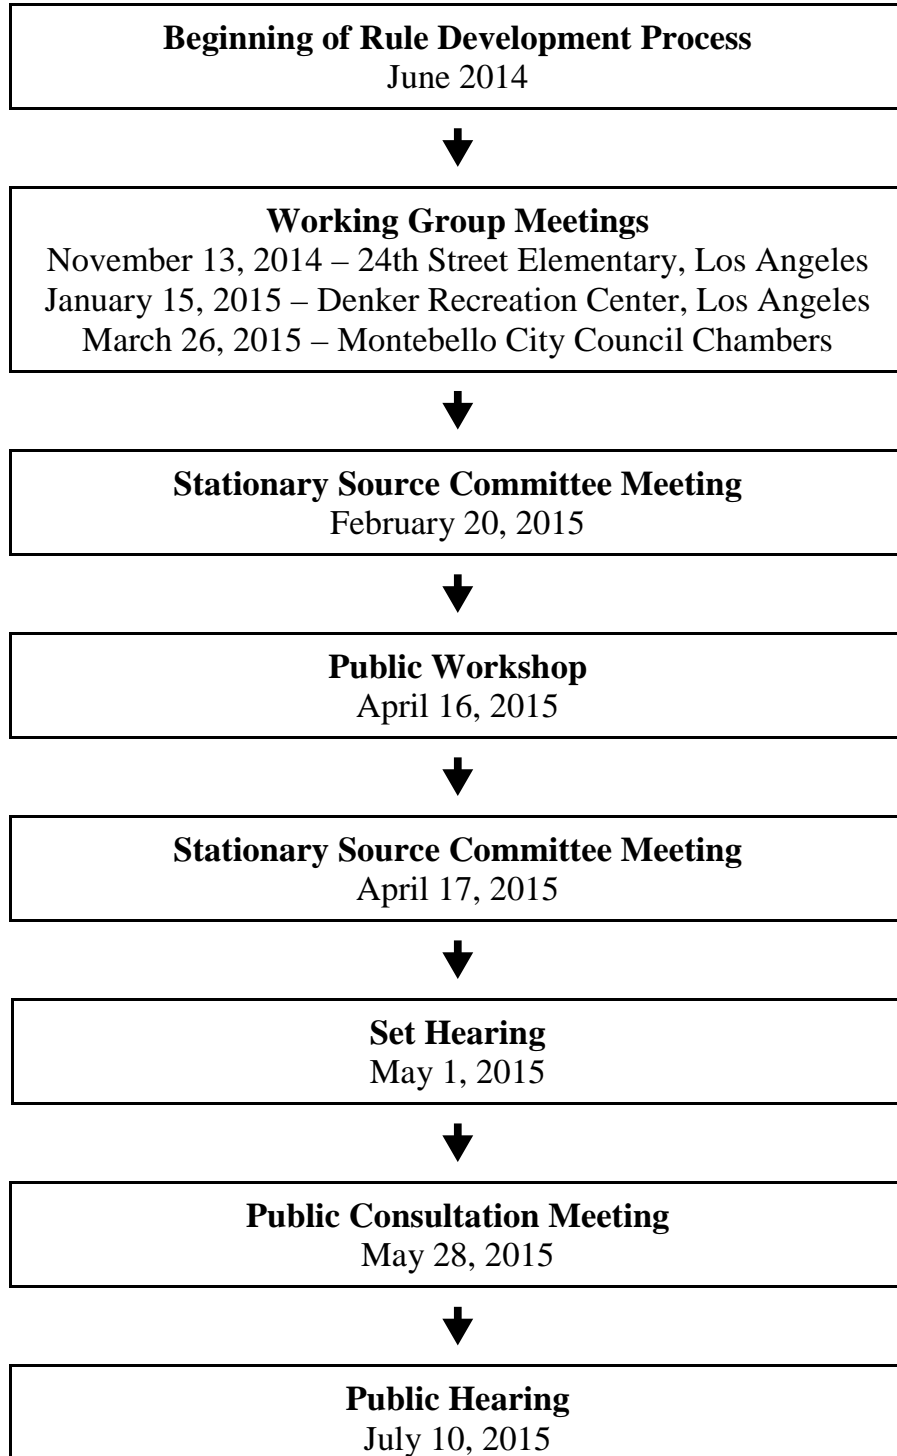 Beginning of Rule Development Process
June 2014
Working Group Meetings
November 13, 2014 – 24th Street Elementary, Los Angeles
January 15, 2015 – Denker Recreation Center, Los Angeles
March 26, 2015 – Montebello City Council Chambers
Stationary Source Committee Meeting
February 20, 2015
Public Workshop
April 16, 2015
Stationary Source Committee Meeting
April 17, 2015
Set Hearing
May 1, 2015
Public Consultation Meeting
May 28, 2015
Public Hearing
July 10, 2015